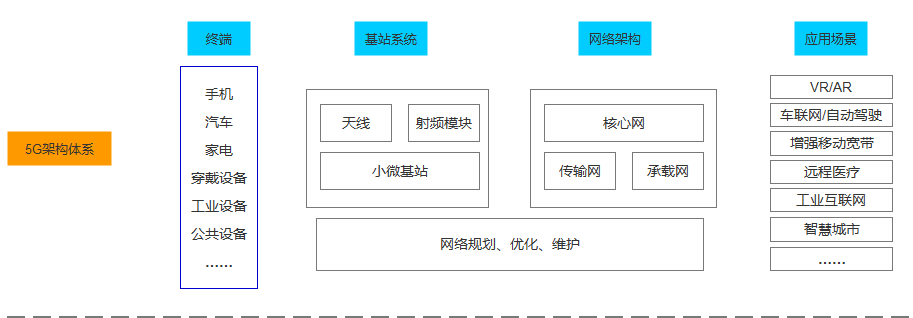 终端
基站系统
网络架构
应用场景
5G架构体系
手机
汽车
家电
穿戴设备
工业设备
公共设备
……
天线
射频模块
小微基站
核心网
传输网
承载网
网络规划、优化、维护
VR/AR
车联网/自动驾驶
增强移动宽带
远程医疗
工业互联网
智慧城市
……